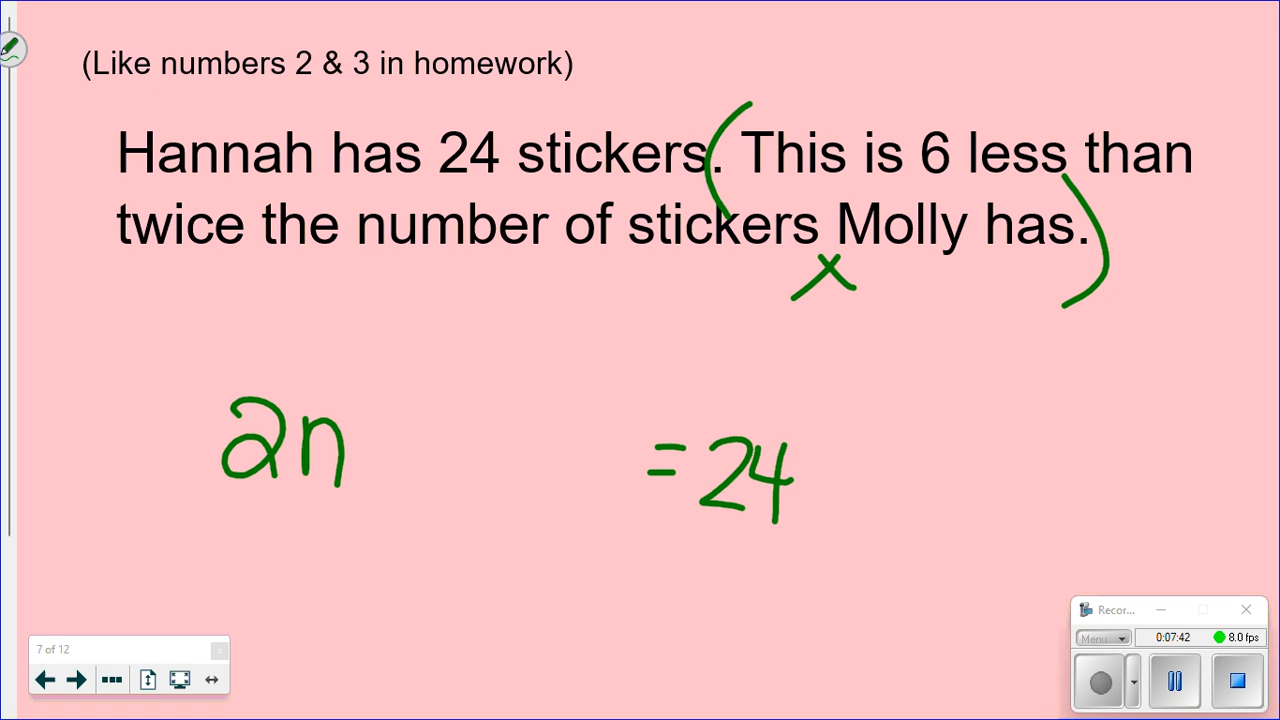 (Like numbers 2 & 3 in homework)
Hannah has 24 stickers. This is 6 less than
twice the number of stickers Molly has.
x
2n = 24
7 of 12
Recor...
Menu
0:07:42
8.0 fps